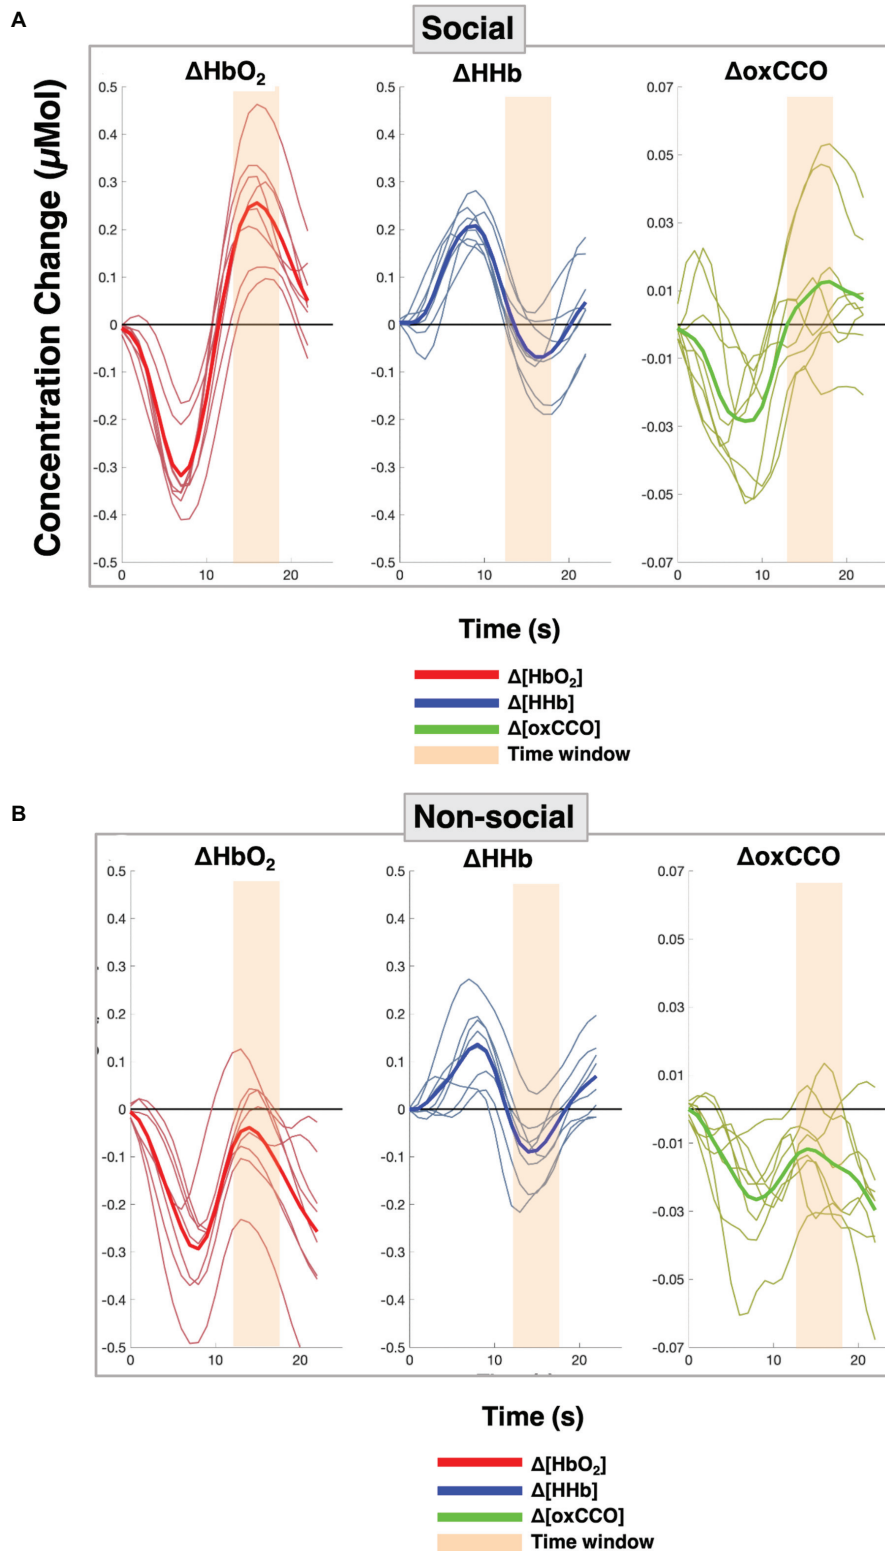 A
Social
ΔHbO₂ ΔHHb ΔoxCCO
Concentration Change (μMol)
0.5 0.5 0.07
0.4 0.4 0.05
0.3 0.3 0.03
0.2 0.2 0.01
0.1 0.1 -0.01
0 0 -0.03
-0.1 -0.1 -0.05
-0.2 -0.2 -0.07
-0.3 -0.3
-0.4 -0.4
-0.5 -0.5
0 10 20 0 10 20 0 10 20
Time (s)
Δ[HbO₂]
Δ[HHb]
Δ[oxCCO]
Time window
B
Non-social
ΔHbO₂ ΔHHb ΔoxCCO
0.5 0.5 0.07
0.4 0.4 0.05
0.3 0.3 0.03
0.2 0.2 0.01
0.1 0.1 -0.01
0 0 -0.03
-0.1 -0.1 -0.05
-0.2 -0.2 -0.07
-0.3 -0.3
-0.4 -0.4
-0.5 -0.5
0 10 20 0 10 20 0 10 20
Time (s)
Δ[HbO₂]
Δ[HHb]
Δ[oxCCO]
Time window